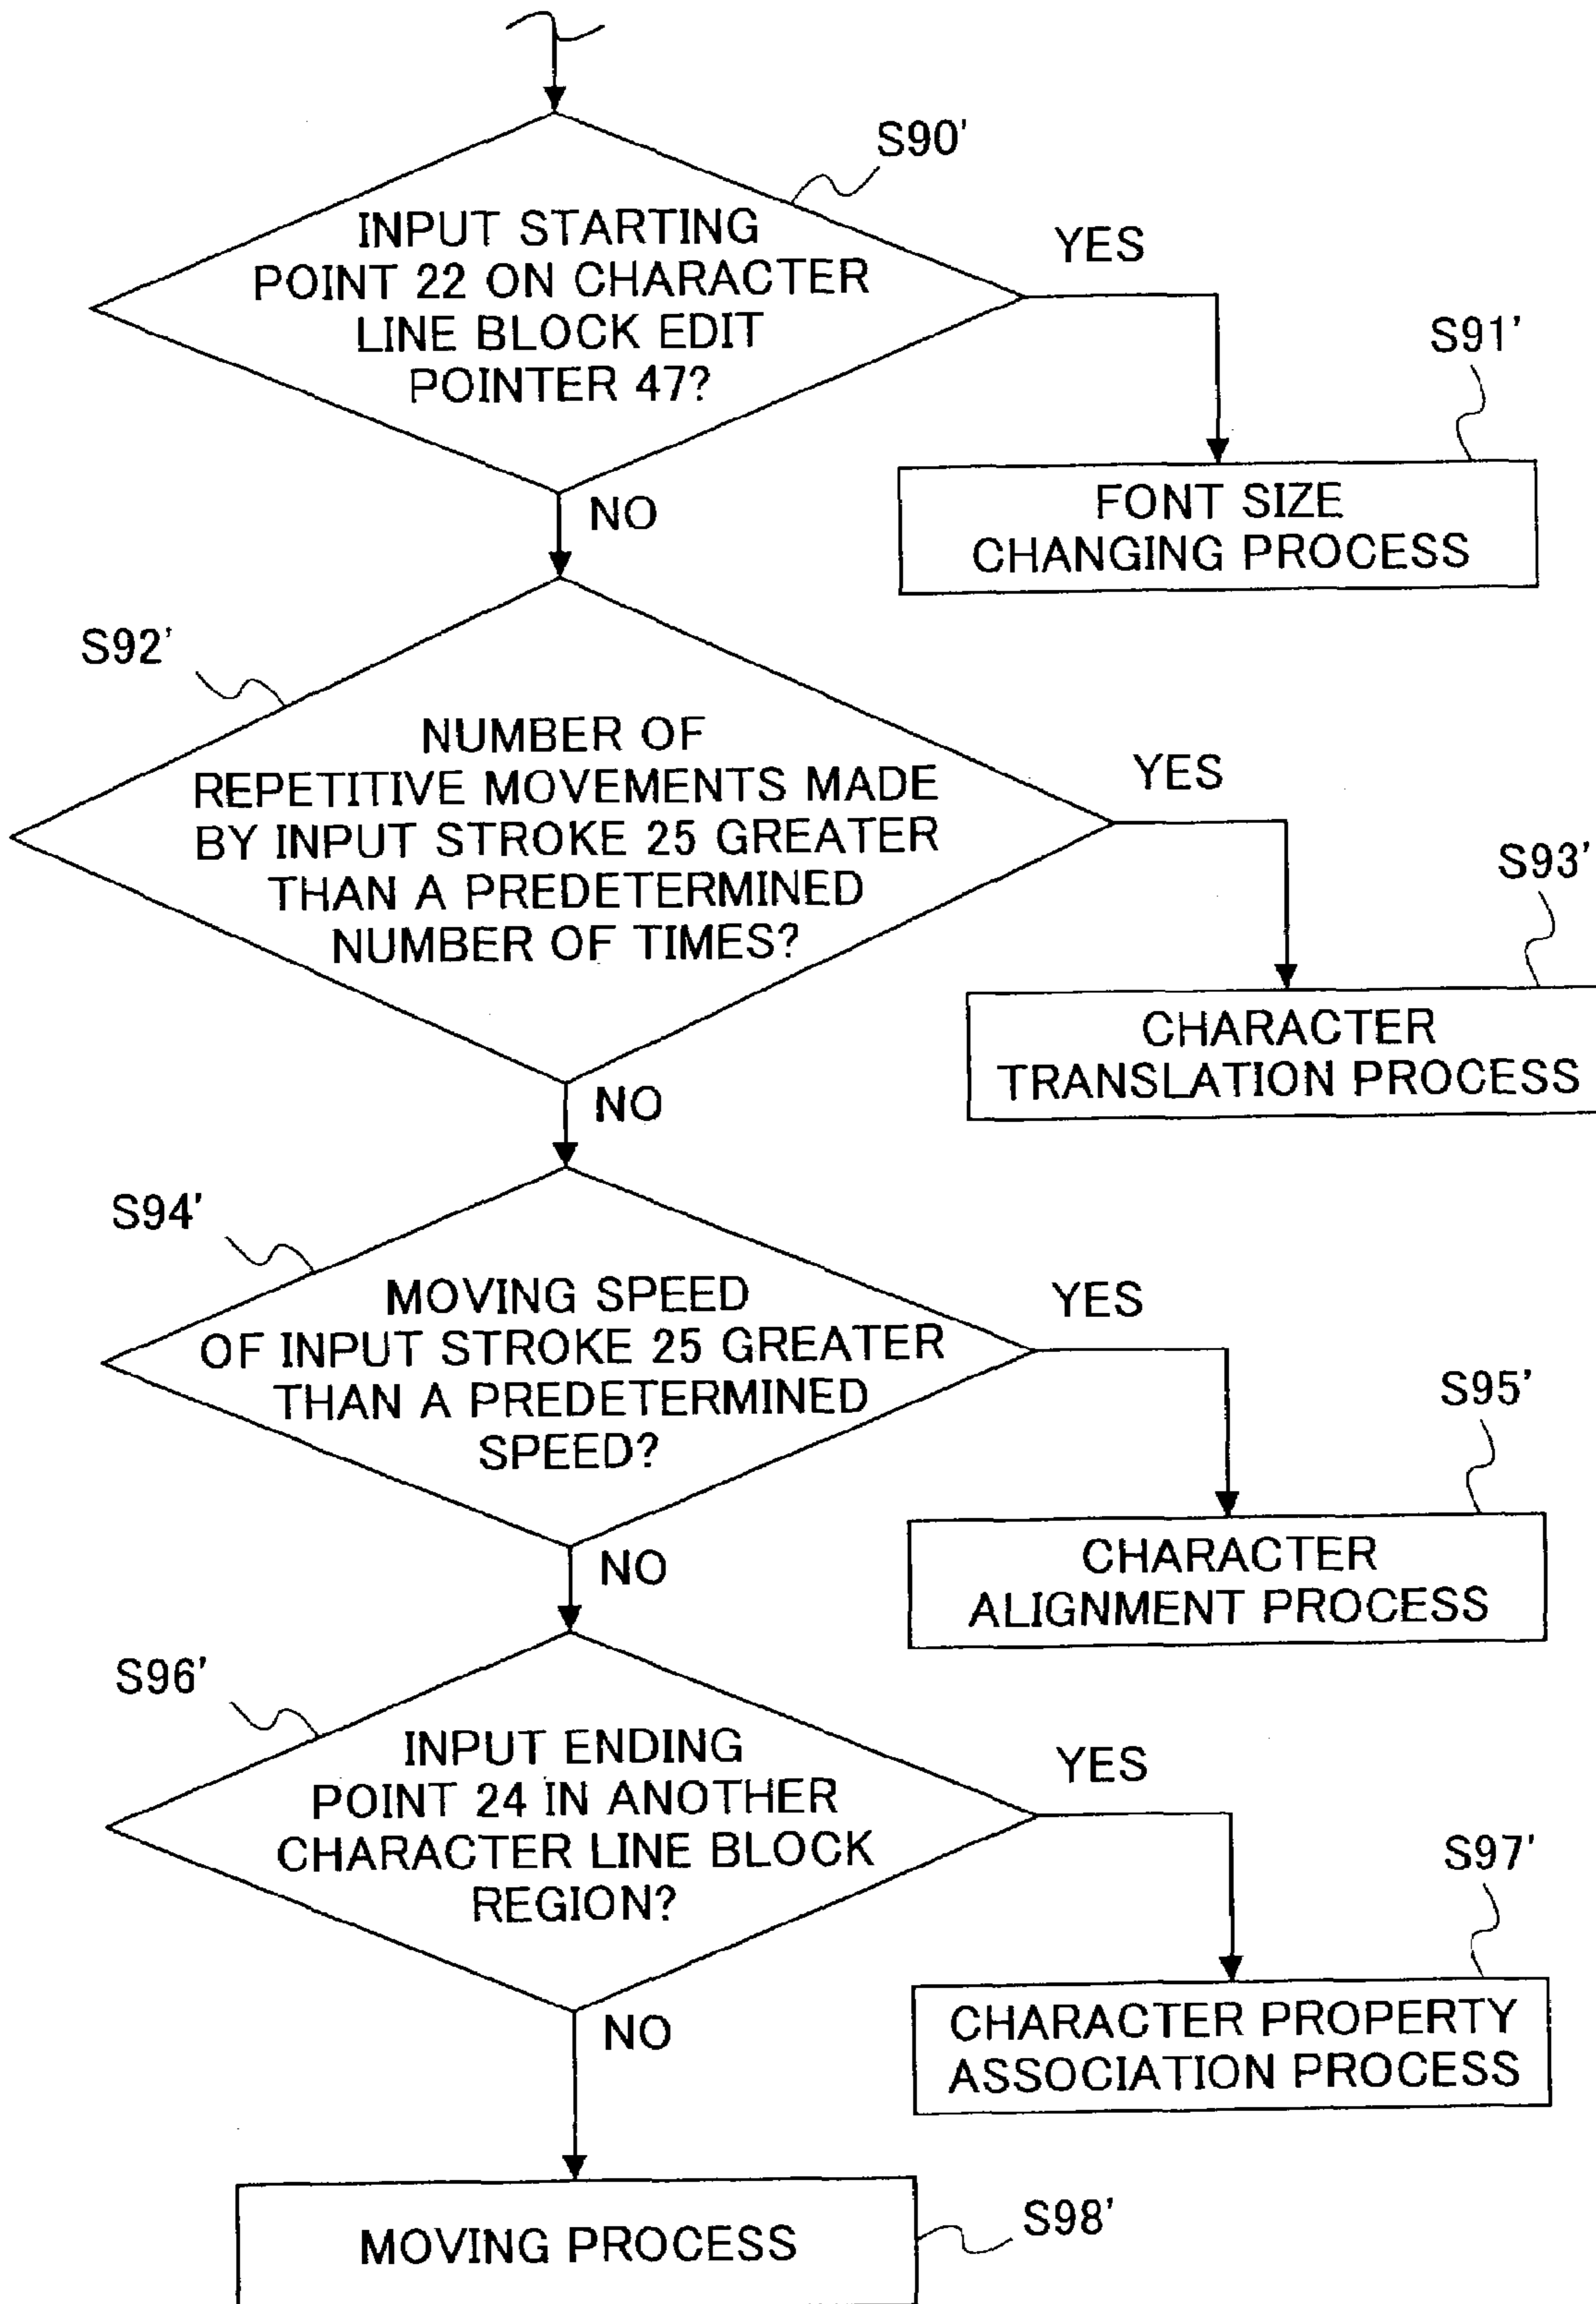 S90'
INPUT STARTING
POINT 22 ON CHARACTER
LINE BLOCK EDIT
POINTER 47?
YES
S91'
FONT SIZE
CHANGING PROCESS
NO
S92'
NUMBER OF
REPETITIVE MOVEMENTS MADE
BY INPUT STROKE 25 GREATER
THAN A PREDETERMINED
NUMBER OF TIMES?
YES
S93'
CHARACTER
TRANSLATION PROCESS
NO
S94'
MOVING SPEED
OF INPUT STROKE 25 GREATER
THAN A PREDETERMINED
SPEED?
YES
S95'
CHARACTER
ALIGNMENT PROCESS
NO
S96'
INPUT ENDING
POINT 24 IN ANOTHER
CHARACTER LINE BLOCK
REGION?
YES
S97'
CHARACTER PROPERTY
ASSOCIATION PROCESS
NO
MOVING PROCESS
S98'